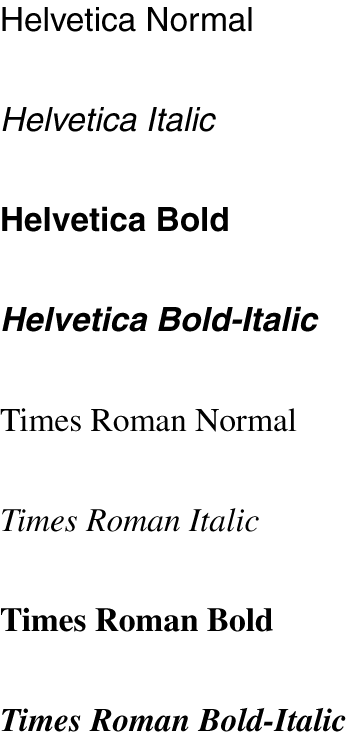 Helvetica Normal
Helvetica Italic
Helvetica Bold
Helvetica Bold-Italic
Times Roman Normal
Times Roman Italic
Times Roman Bold
Times Roman Bold-Italic